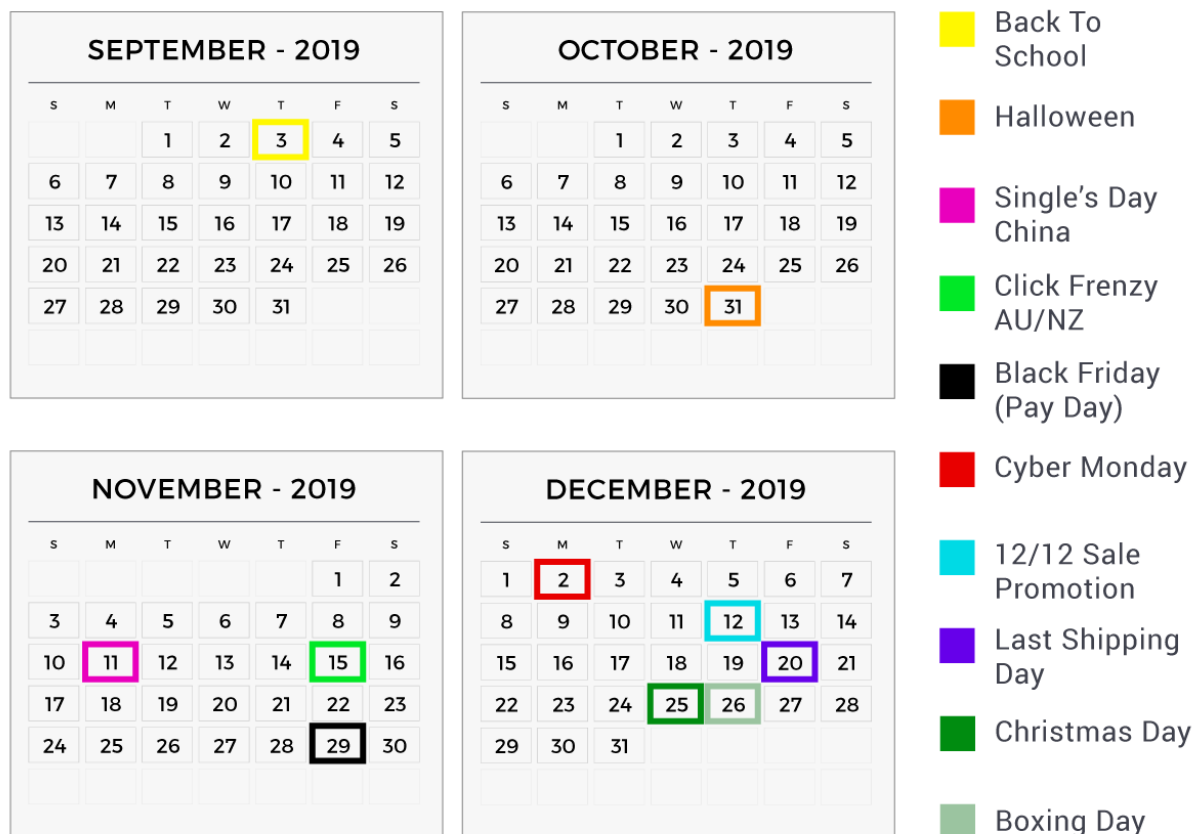 SEPTEMBER - 2019
S M T W T F S
1 2 3 4 5
6 7 8 9 10 11 12
13 14 15 16 17 18 19
20 21 22 23 24 25 26
27 28 29 30 31
OCTOBER - 2019
S M T W T F S
1 2 3 4 5
6 7 8 9 10 11 12
13 14 15 16 17 18 19
20 21 22 23 24 25 26
27 28 29 30 31
NOVEMBER - 2019
S M T W T F S
1 2
3 4 5 6 7 8 9
10 11 12 13 14 15 16
17 18 19 20 21 22 23
24 25 26 27 28 29 30
DECEMBER - 2019
S M T W T F S
1 2 3 4 5 6 7
8 9 10 11 12 13 14
15 16 17 18 19 20 21
22 23 24 25 26 27 28
29 30 31
Back To
School
Halloween
Single's Day
China
Click Frenzy
AU/NZ
Black Friday
(Pay Day)
Cyber Monday
12/12 Sale
Promotion
Last Shipping
Day
Christmas Day
Boxing Day